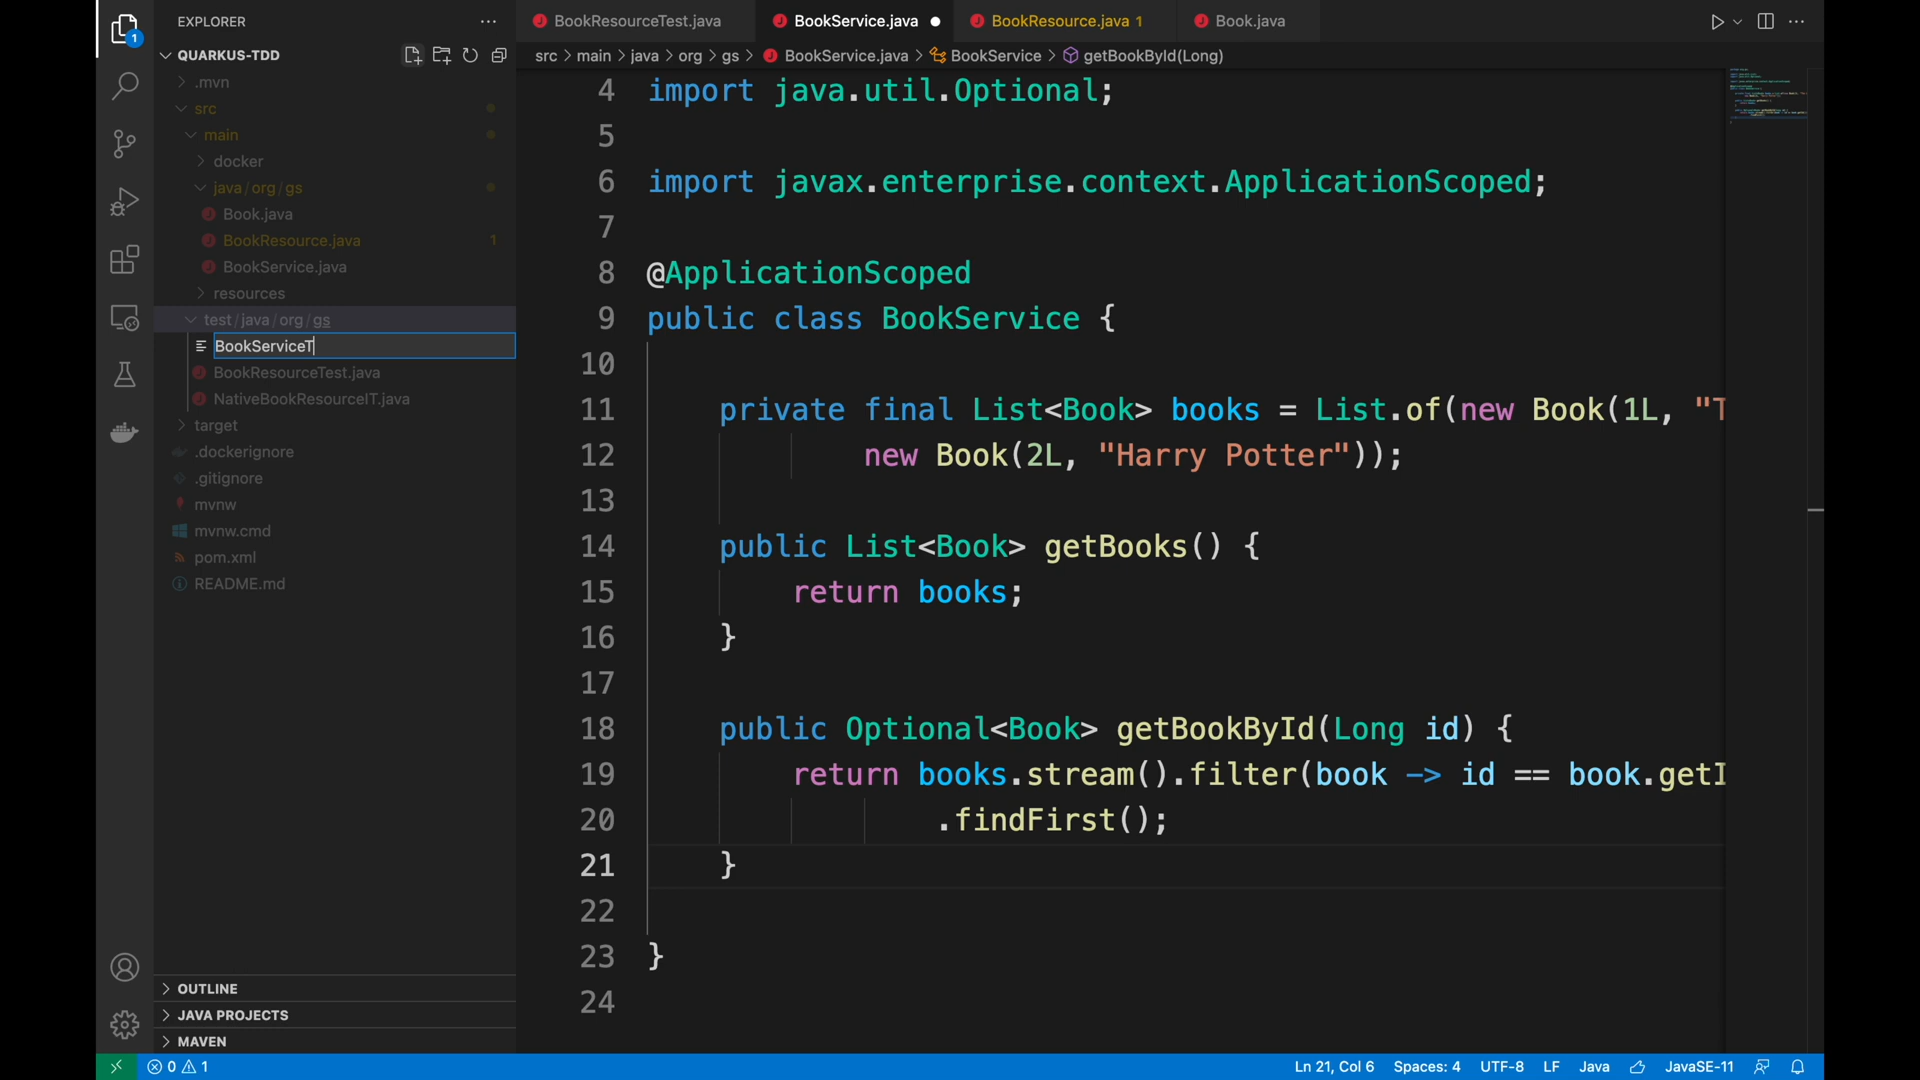 EXPLORER
QUARKUS-TDD
.mvn
src
main
docker
java/org/gs
Book.java
BookResource.java 1
BookService.java
resources
test/java/org/gs
BookServiceT
BookResourceTest.java
NativeBookResourceIT.java
target
.dockerignore
.gitignore
mvnw
mvnw.cmd
pom.xml
README.md
OUTLINE
JAVA PROJECTS
MAVEN
1
BookResourceTest.java BookService.java BookResource.java 1 Book.java
src > main > java > org > gs > BookService.java > BookService > getBookById(Long)
4 import java.util.Optional;
5
6 import javax.enterprise.context.ApplicationScoped;
7
8 @ApplicationScoped
9 public class BookService {
10
11 private final List<Book> books = List.of(new Book(1L, "T
12 new Book(2L, "Harry Potter"));
13
14 public List<Book> getBooks() {
15 return books;
16 }
17
18 public Optional<Book> getBookById(Long id) {
19 return books.stream().filter(book -> id == book.getI
20 .findFirst();
21 }
22
23 }
24
0 1 Ln 21, Col 6 Spaces: 4 UTF-8 LF Java JavaSE-11